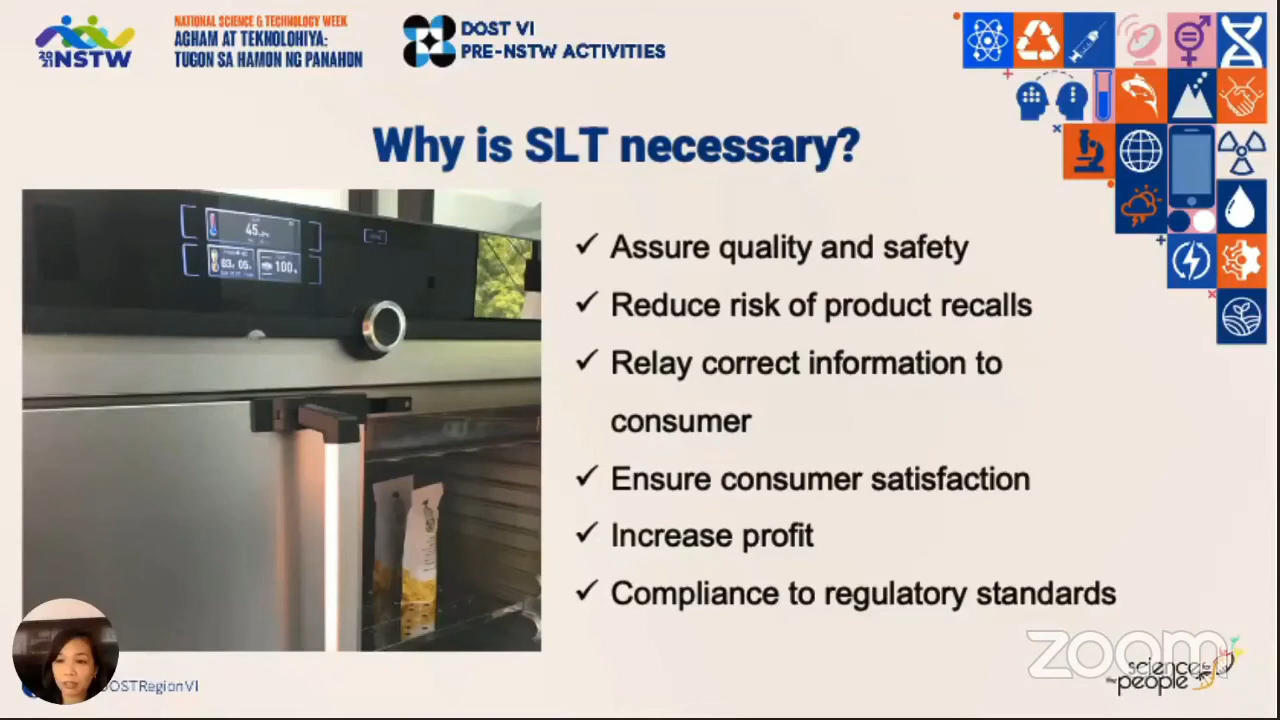 2021 NSTW
NATIONAL SCIENCE & TECHNOLOGY WEEK
AGHAM AT TEKNOLOHIYA:
TUGON SA HAMON NG PANAHON
DOST VI
PRE-NSTW ACTIVITIES
Why is SLT necessary?
45
100
✓ Assure quality and safety
✓ Reduce risk of product recalls
✓ Relay correct information to
consumer
✓ Ensure consumer satisfaction
✓ Increase profit
✓ Compliance to regulatory standards
OSTRegionVI
zoom
science
the people